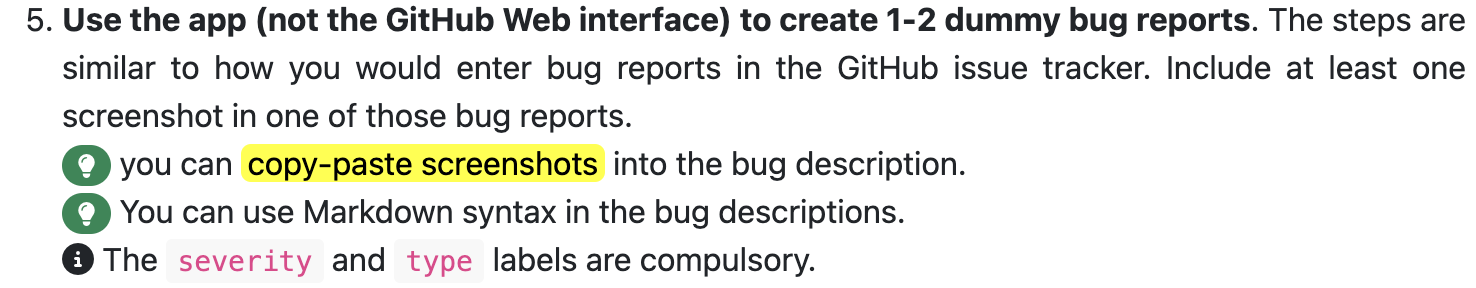 5. Use the app (not the GitHub Web interface) to create 1-2 dummy bug reports. The steps are
similar to how you would enter bug reports in the GitHub issue tracker. Include at least one
screenshot in one of those bug reports.
you can copy-paste screenshots into the bug description.
You can use Markdown syntax in the bug descriptions.
The severity and type labels are compulsory.